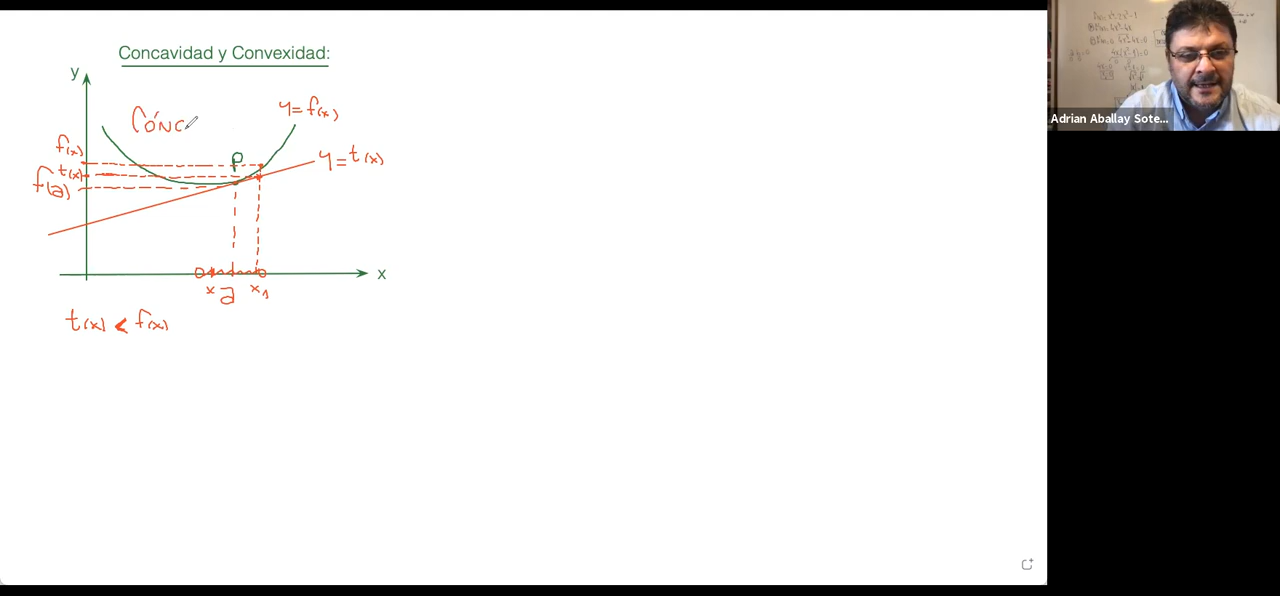 Concavidad y Convexidad:
y
CÓNC
y = f(x)
f(x)
t(x)
f(a)
P
y = t(x)
x
x a x₁
t(x) < f(x)
Adrian Aballay Sote...